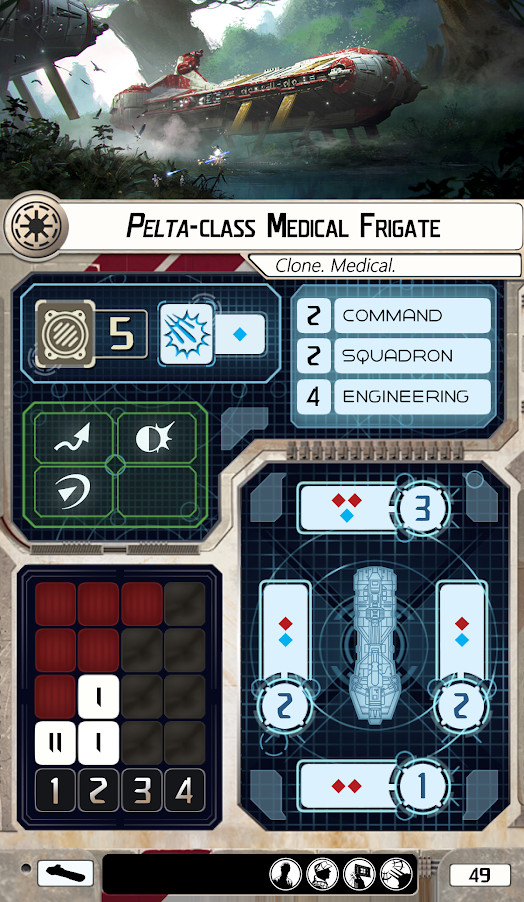 PELTA-CLASS MEDICAL FRIGATE
Clone. Medical.
5
2 COMMAND
2 SQUADRON
4 ENGINEERING
3
2 2
1
I
II I
1 2 3 4
49